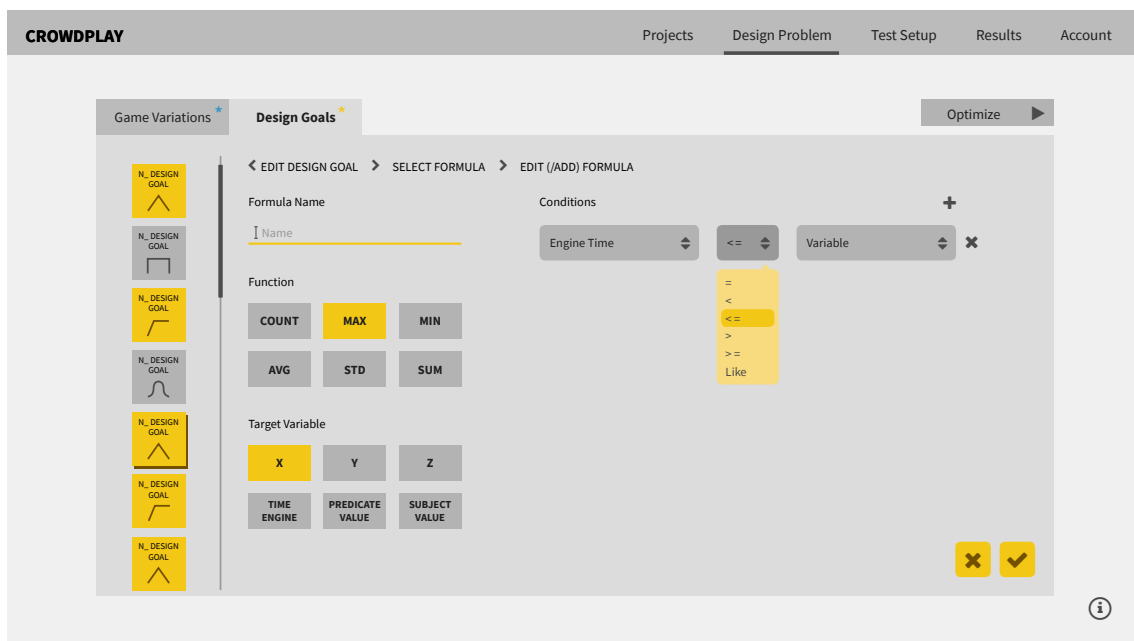 CROWDPLAY
Projects
Design Problem
Test Setup
Results
Account
Game Variations
Design Goals
Optimize
N_ DESIGN
GOAL
N_ DESIGN
GOAL
N_ DESIGN
GOAL
N_ DESIGN
GOAL
N_ DESIGN
GOAL
N_ DESIGN
GOAL
N_ DESIGN
GOAL
EDIT DESIGN GOAL
SELECT FORMULA
EDIT (/ADD) FORMULA
Formula Name
Name
Function
COUNT
MAX
MIN
AVG
STD
SUM
Target Variable
X
Y
Z
TIME
ENGINE
PREDICATE
VALUE
SUBJECT
VALUE
Conditions
Engine Time
<=
Variable
=
<
<=
>
>=
Like